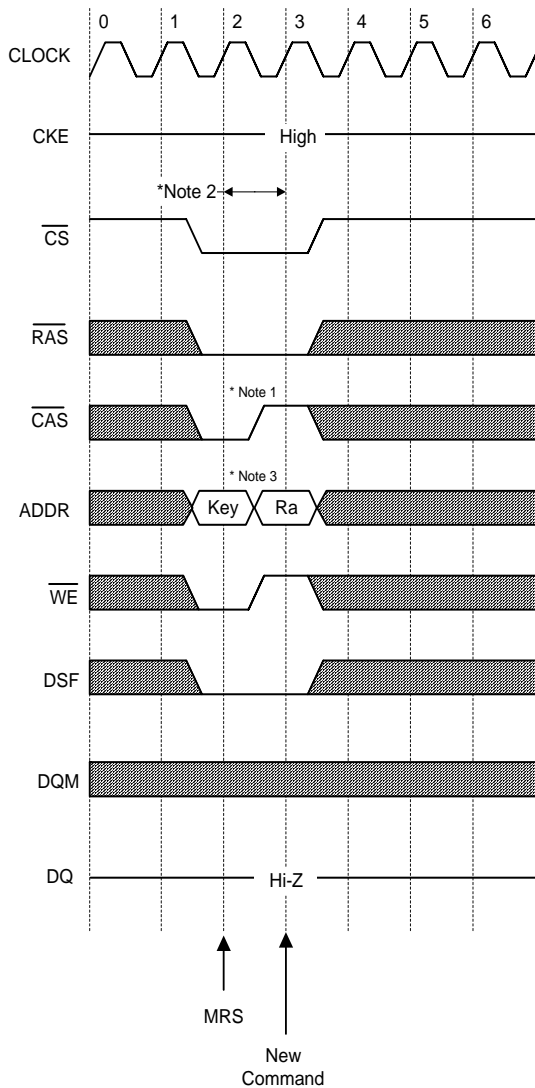 0 1 2 3 4 5 6
CLOCK
CKE
High
*Note 2
CS
RAS
* Note 1
CAS
* Note 3
ADDR
Key
Ra
WE
DSF
DQM
DQ
Hi-Z
MRS
New
Command